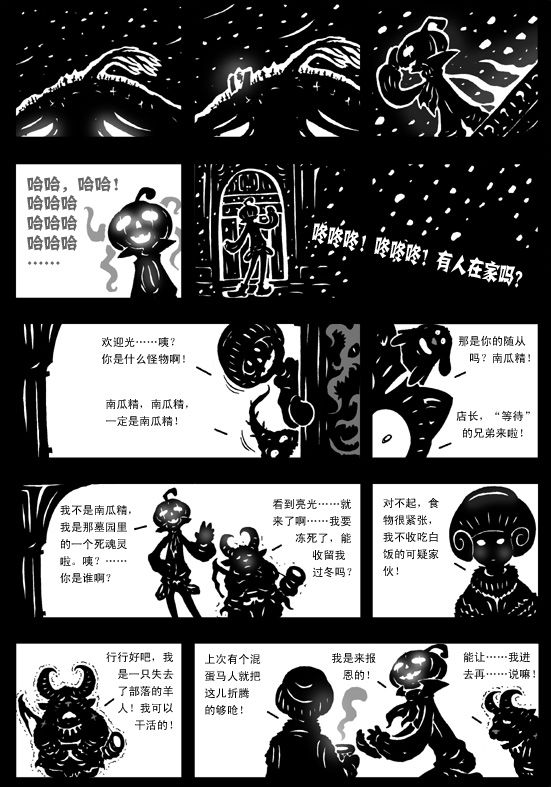 哈哈，哈哈！
哈哈哈
哈哈哈
哈哈哈
……
咚咚咚！咚咚咚！有人在家吗？
欢迎光……咦？
你是什么怪物啊！
南瓜精，南瓜精，
一定是南瓜精！
那是你的随从
吗？南瓜精！
店长，“等待”
的兄弟来啦！
我不是南瓜精，
我是那墓园里
的一个死魂灵
啦。咦？……
你是谁啊？
看到亮光……就
来了啊……我要
冻死了，能
收留我
过冬吗？
对不起，食
物很紧张，
我不收吃白
饭的可疑家
伙！
行行好吧，我
是一只失去
了部落的羊
人！我可以
干活的！
上次有个混
蛋马人就把
这儿折腾
的够呛！
我是来报
恩的！
能让……我进
去再……说嘛！